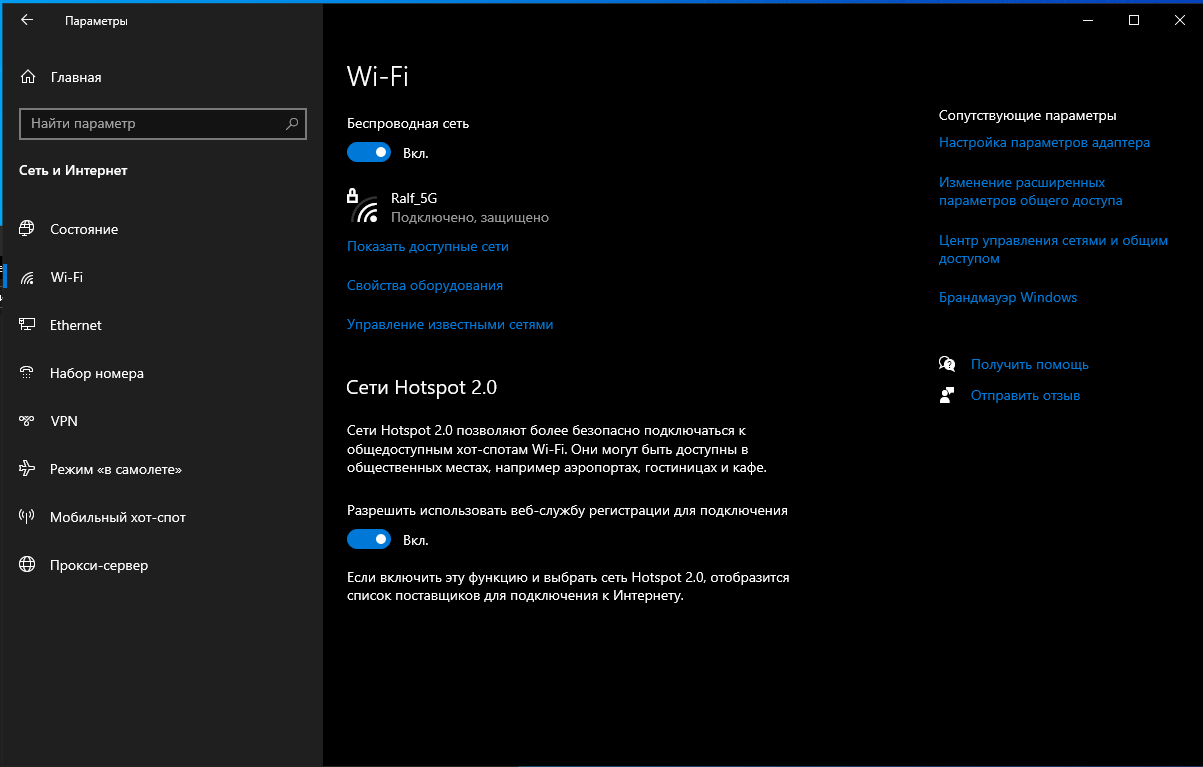 Параметры
Главная
Найти параметр
Сеть и Интернет
Состояние
Wi-Fi
Ethernet
Набор номера
VPN
Режим «в самолете»
Мобильный хот-спот
Прокси-сервер
Wi-Fi
Беспроводная сеть
Вкл.
Ralf_5G
Подключено, защищено
Показать доступные сети
Свойства оборудования
Управление известными сетями
Сети Hotspot 2.0
Сети Hotspot 2.0 позволяют более безопасно подключаться к
общедоступным хот-спотам Wi-Fi. Они могут быть доступны в
общественных местах, например аэропортах, гостиницах и кафе.
Разрешить использовать веб-службу регистрации для подключения
Вкл.
Если включить эту функцию и выбрать сеть Hotspot 2.0, отобразится
список поставщиков для подключения к Интернету.
Сопутствующие параметры
Настройка параметров адаптера
Изменение расширенных
параметров общего доступа
Центр управления сетями и общим
доступом
Брандмауэр Windows
Получить помощь
Отправить отзыв